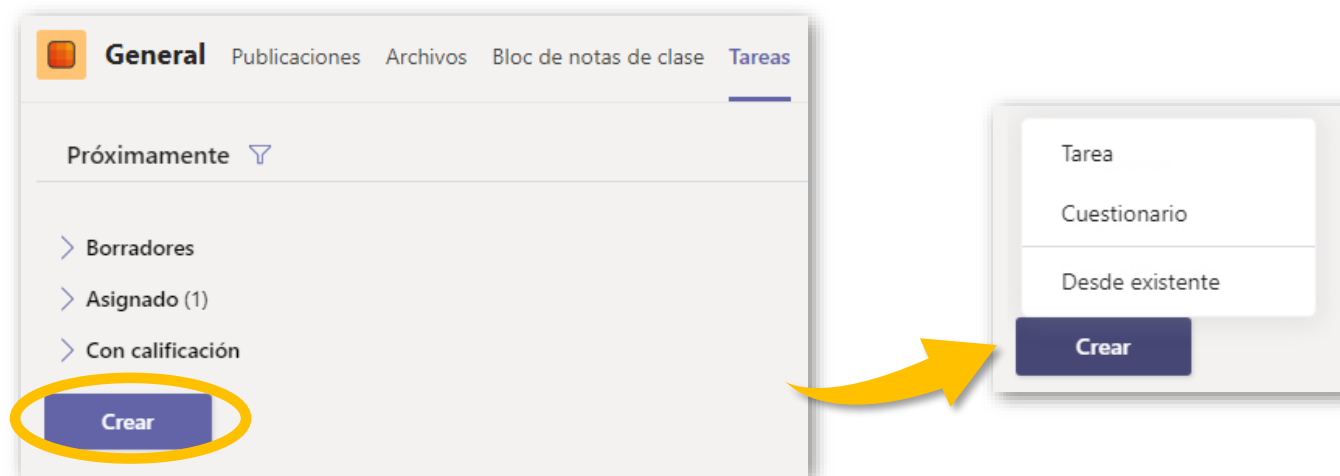 General Publicaciones Archivos Bloc de notas de clase Tareas
Próximamente
Borradores
Asignado (1)
Con calificación
Crear
Tarea
Cuestionario
Desde existente
Crear